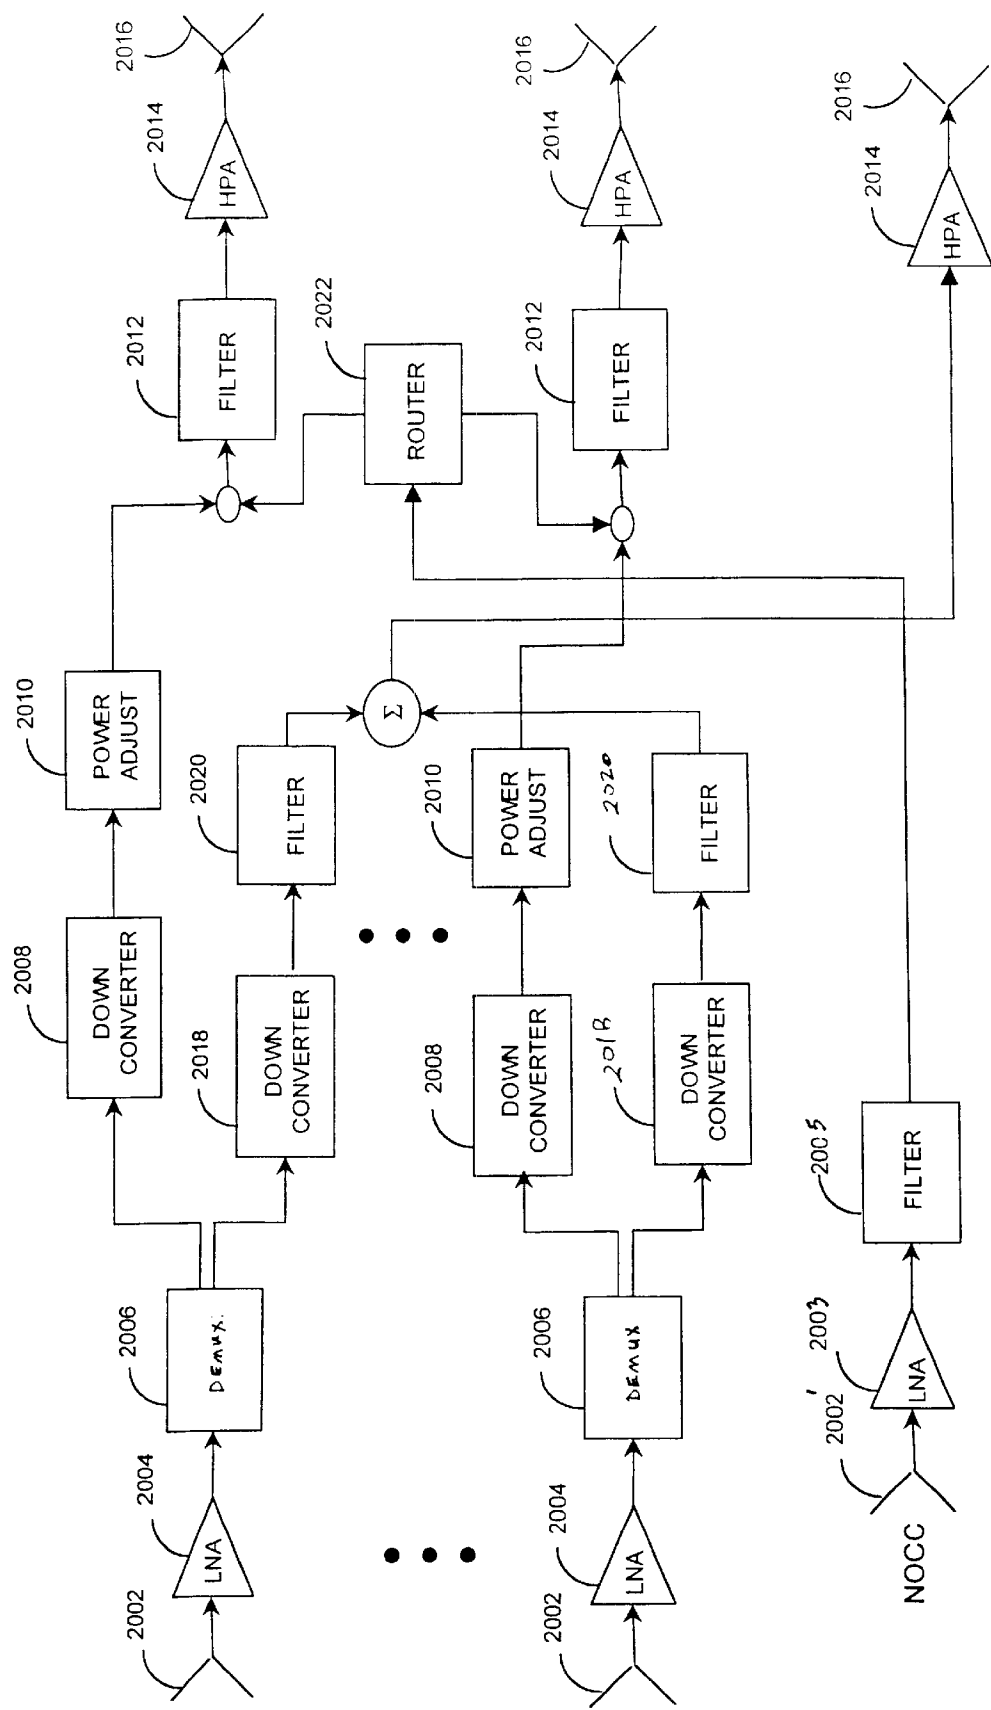 2002
LNA
2004
DEMUX.
2006
DOWN
CONVERTER
2008
POWER
ADJUST
2010
FILTER
2012
HPA
2014
2016
DOWN
CONVERTER
2018
FILTER
2020
Σ
ROUTER
2022
2002
LNA
2004
DEMUX
2006
DOWN
CONVERTER
2008
POWER
ADJUST
2010
FILTER
2012
HPA
2014
2016
DOWN
CONVERTER
2018
FILTER
2020
NOCC
2002'
LNA
2003
FILTER
2005
HPA
2014
2016